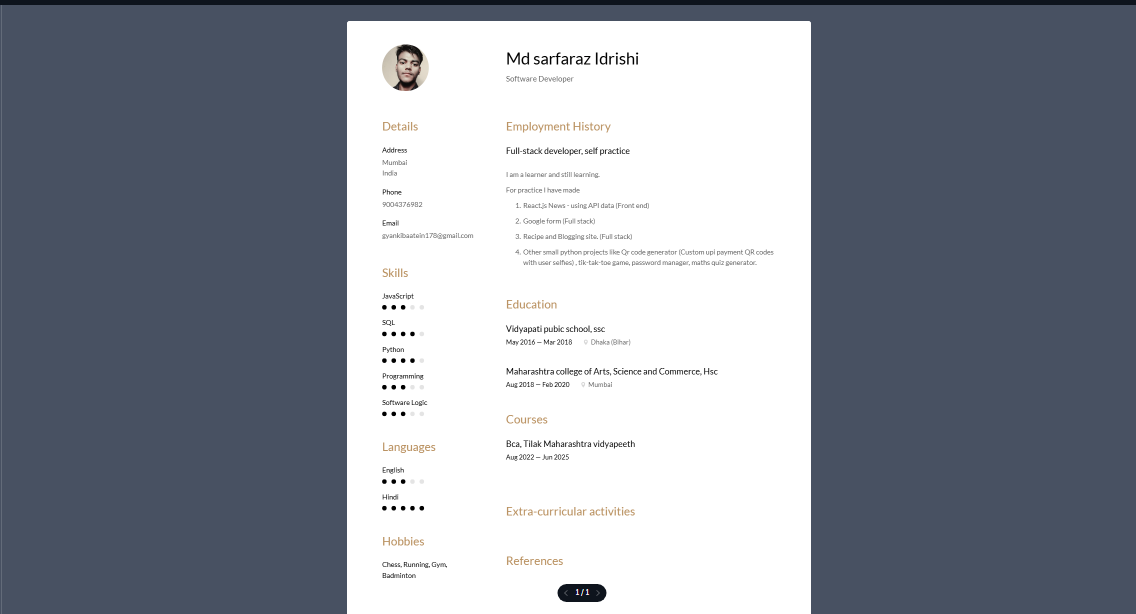 Md sarfaraz Idrishi
Software Developer
Details
Address
Mumbai
India
Phone
9004376982
Email
gyankibaatein178@gmail.com
Skills
JavaScript
SQL
Python
Programming
Software Logic
Languages
English
Hindi
Hobbies
Chess, Running, Gym,
Badminton
Employment History
Full-stack developer, self practice
I am a learner and still learning.
For practice I have made
1. React.js News - using API data (Front end)
2. Google form (Full stack)
3. Recipe and Blogging site. (Full stack)
4. Other small python projects like Qr code generator (Custom upi payment QR codes
with user selfies) , tik-tak-toe game, password manager, maths quiz generator.
Education
Vidyapati pubic school, ssc
May 2016 — Mar 2018 Dhaka (Bihar)
Maharashtra college of Arts, Science and Commerce, Hsc
Aug 2018 — Feb 2020 Mumbai
Courses
Bca, Tilak Maharashtra vidyapeeth
Aug 2022 — Jun 2025
Extra-curricular activities
References
1 / 1